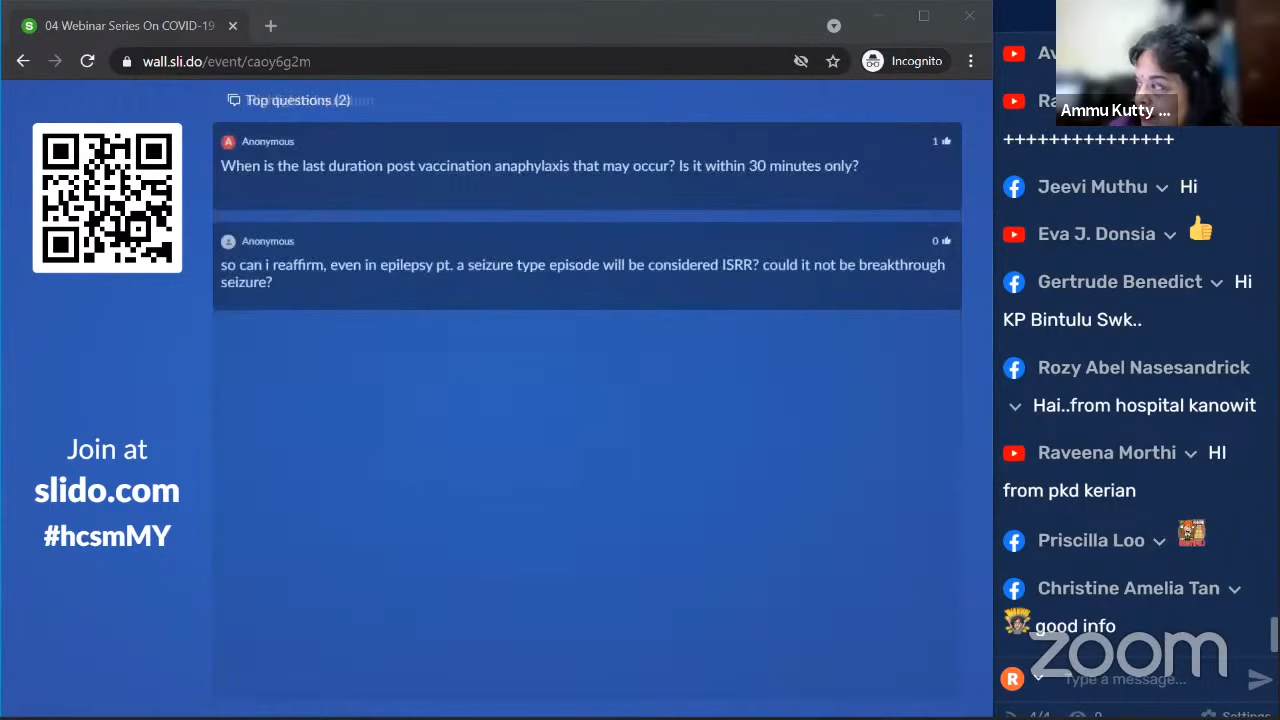 04 Webinar Series On COVID-19
wall.sli.do/event/caoy6g2m
Incognito
Top questions (2)
A Anonymous
1
When is the last duration post vaccination anaphylaxis that may occur? Is it within 30 minutes only?
Anonymous
0
so can i reaffirm, even in epilepsy pt. a seizure type episode will be considered ISRR? could it not be breakthrough
seizure?
Join at
slido.com
#hcsmMY
Ammu Kutty ...
+++++++++++++++
Jeevi Muthu Hi
Eva J. Donsia
Gertrude Benedict Hi
KP Bintulu Swk..
Rozy Abel Nasesandrick
Hai..from hospital kanowit
Raveena Morthi HI
from pkd kerian
Priscilla Loo
Christine Amelia Tan
good info
zoom
R Type a message...
Settings